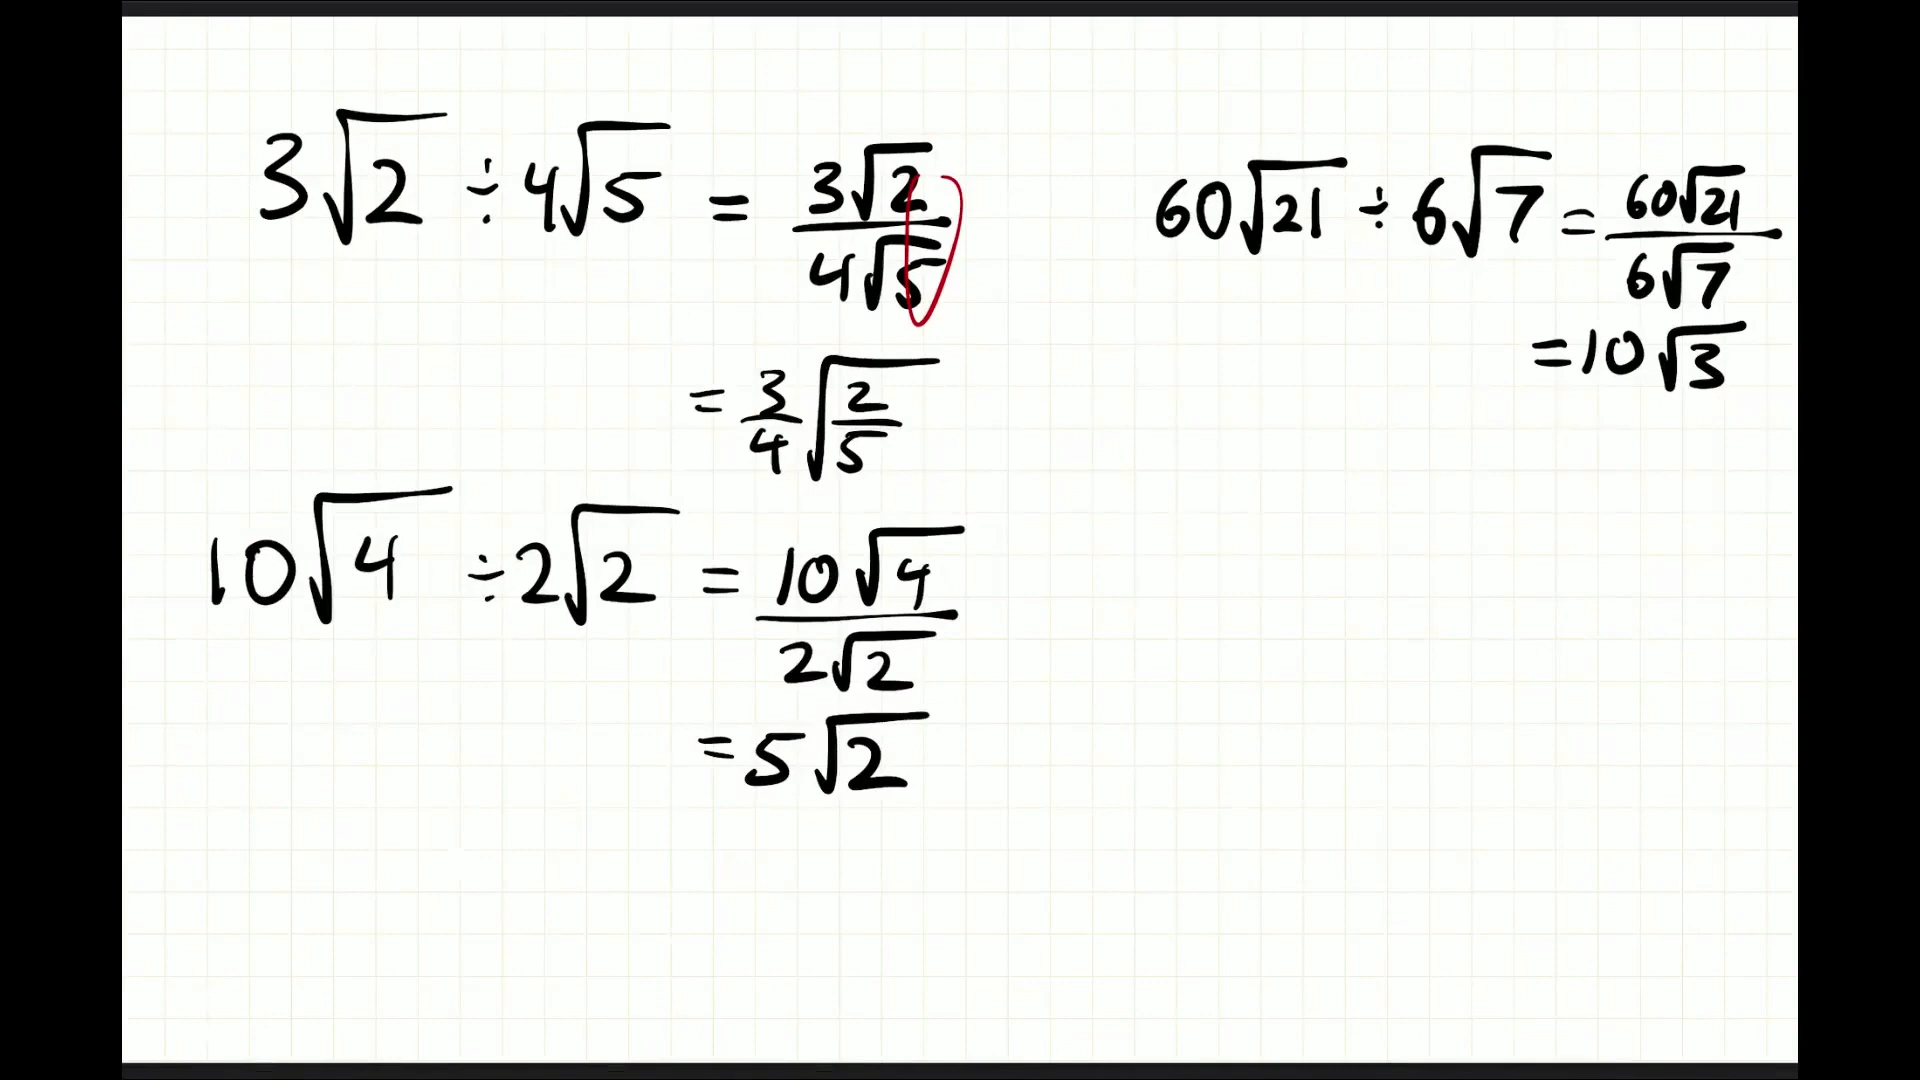 3√2 ÷ 4√5 = 3√2 / 4√5
= 3/4 √(2/5)
10√4 ÷ 2√2 = 10√4 / 2√2
= 5√2
60√21 ÷ 6√7 = 60√21 / 6√7
= 10√3